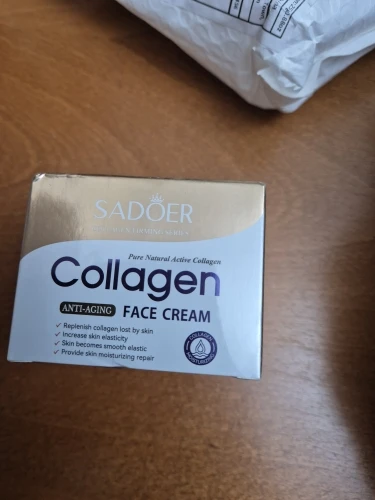 SADOER
Pure Natural Active Collagen
Collagen
ANTI-AGING FACE CREAM
✓ Replenish collagen lost by skin
✓ Increase skin elasticity
✓ Skin becomes smooth elastic
✓ Provide skin moisturizing repair
COLLAGEN